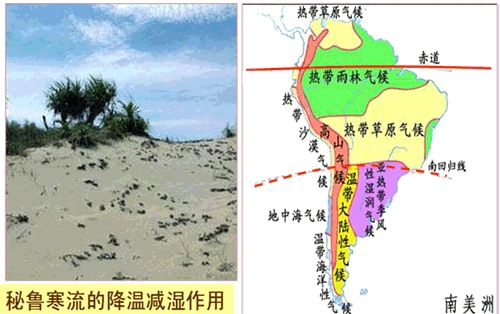 秘鲁寒流的降温减湿作用
热带草原气候
赤道
热带雨林气候
热带沙漠气候
高山气候
热带草原气候
南回归线
亚热带季风
性湿润气候
温带大陆性气候
地中海气候
温带海洋性气候
南美洲